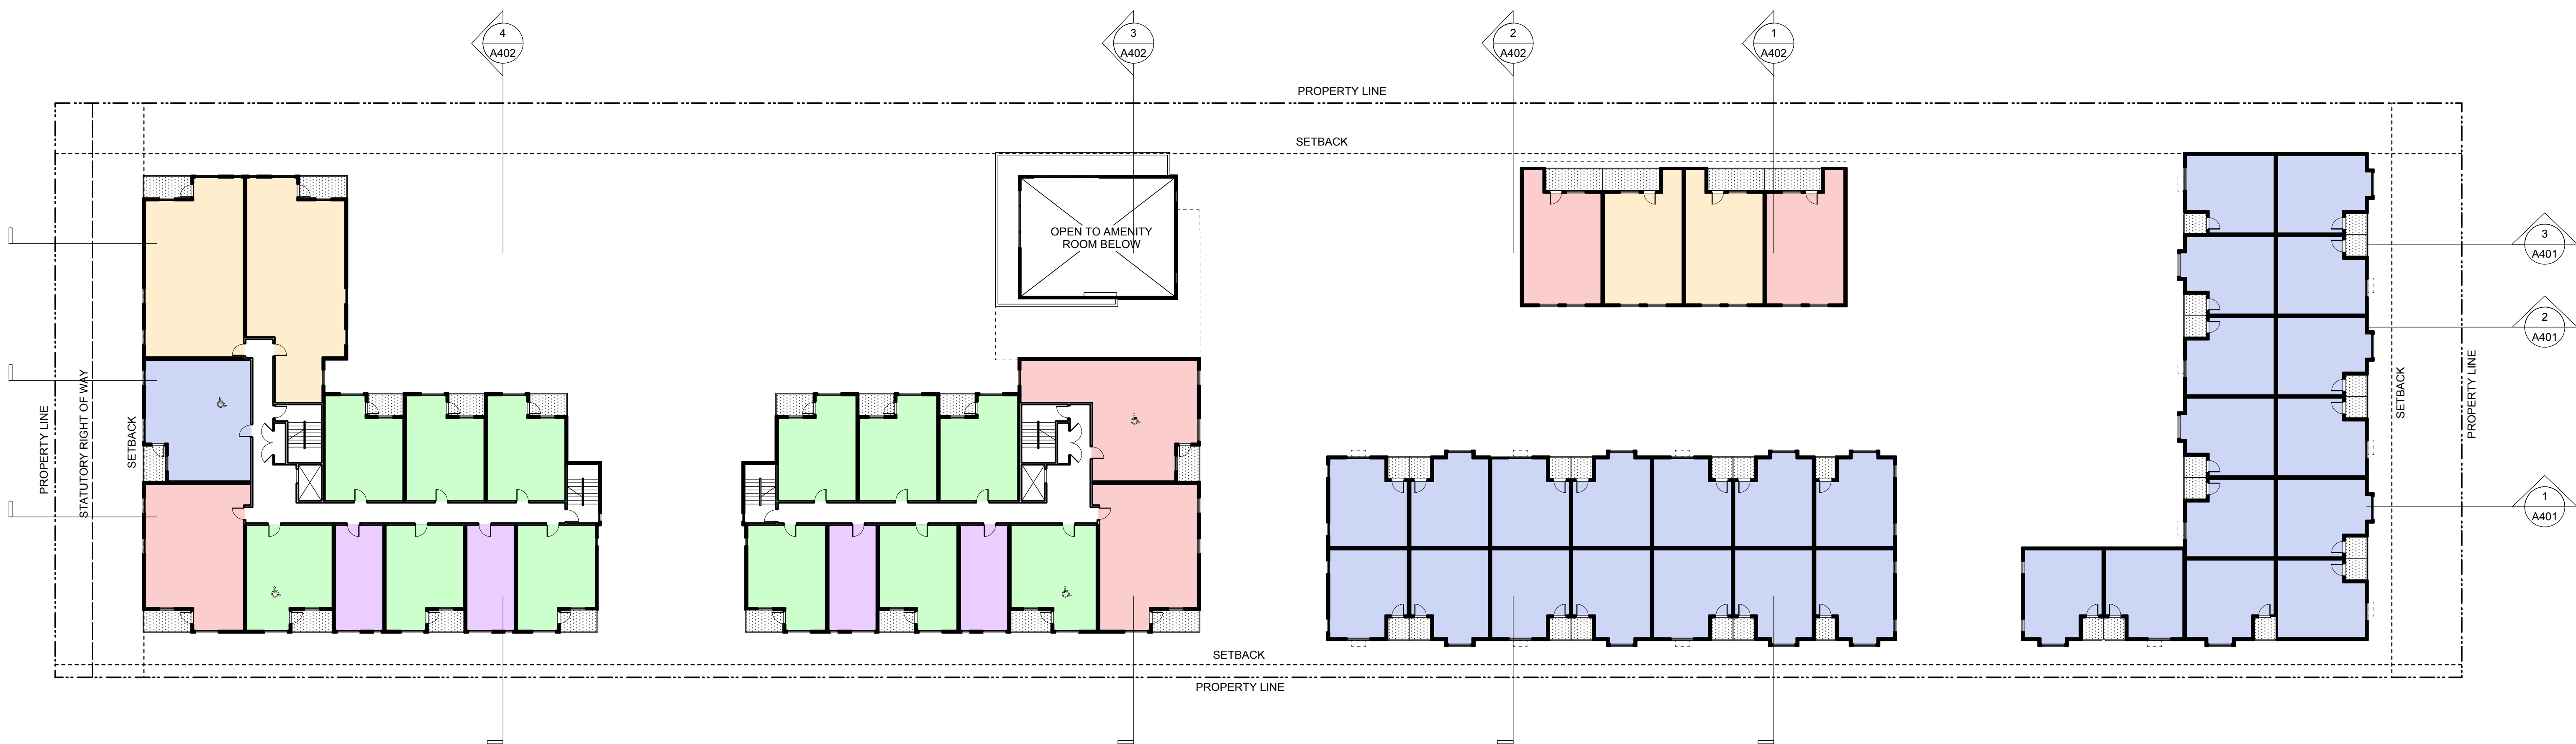 4
A402
3
A402
2
A402
1
A402
PROPERTY LINE
SETBACK
OPEN TO AMENITY
ROOM BELOW
3
A401
2
A401
1
A401
PROPERTY LINE
STATUTORY RIGHT OF WAY
SETBACK
SETBACK
PROPERTY LINE
SETBACK
PROPERTY LINE